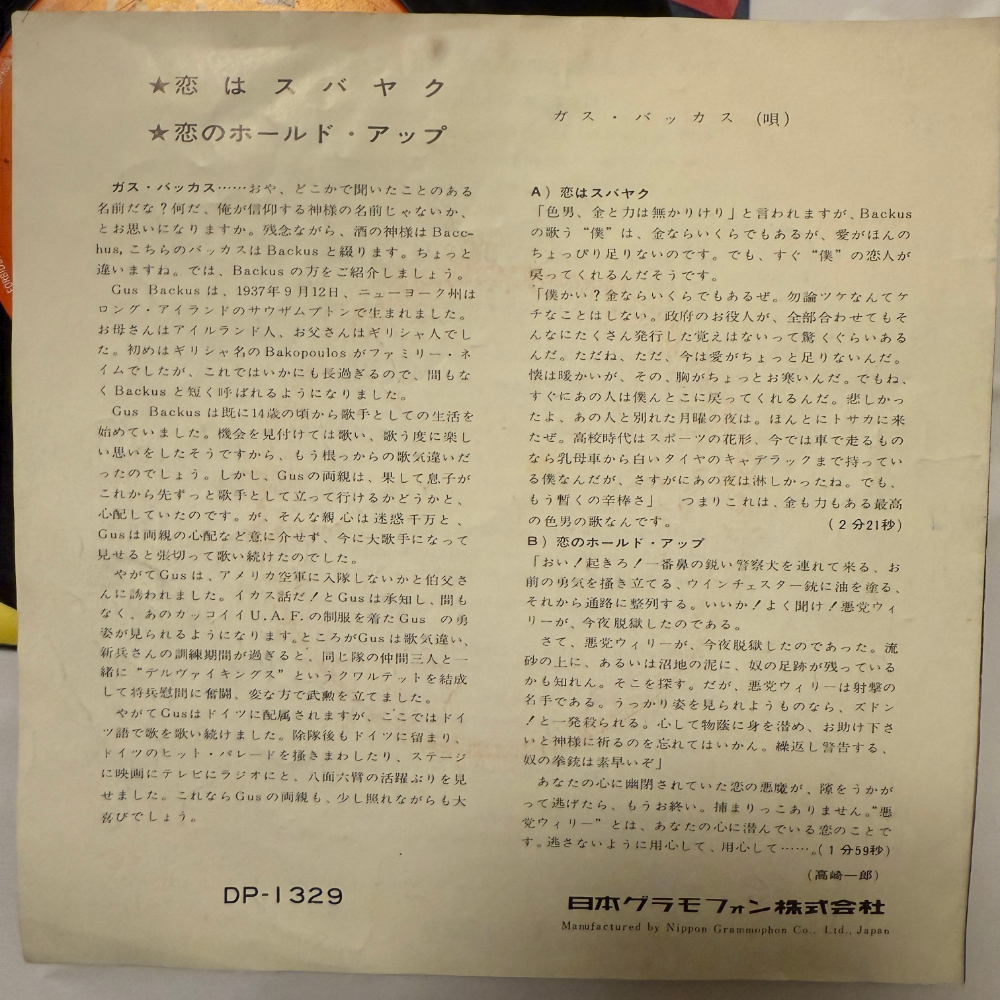 ★恋はスバヤク
★恋のホールド・アップ
ガス・バッカス (唄)
ガス・バッカス……おや、どこかで聞いたことのある
名前だな？何だ、俺が信仰する神様の名前じゃないか、
とお思いになりますか。残念ながら、酒の神様は Bacc-
hus, こちらのバッカスは Backus と綴ります。ちょっと
違いますね。では、Backus の方をご紹介しましょう。
Gus Backus は、1937年9月12日、ニューヨーク州は
ロング・アイランドのサウザムプトンで生まれました。
お母さんはアイルランド人、お父さんはギリシャ人でし
た。初めはギリシャ名の Bakopoulos がファミリー・ネ
イムでしたが、これではいかにも長過ぎるので、間もな
く Backus と短く呼ばれるようになりました。
Gus Backus は既に14歳の頃から歌手としての生活を
始めていました。機会を見付けては歌い、歌う度に楽し
い思いをしたそうですから、もう根っからの歌気違いだ
ったのでしょう。しかし、Gusの両親は、果して息子が
これから先ずっと歌手として立って行けるかどうかと、
心配していたのです。が、そんな親心は迷惑千万と、
Gusは両親の心配など意に介せず、今に大歌手になって
見せると張切って歌い続けたのでした。
やがてGusは、アメリカ空軍に入隊しないかと伯父さ
んに誘われました。イカス話だ！とGusは承知し、間も
なく、あのカッコイイU.A.F.の制服を着たGus の勇
姿が見られるようになります。ところがGusは歌気違い、
新兵さんの訓練期間が過ぎると、同じ隊の仲間三人と一
緒に“デルヴァイキングス”というクワルテットを結成
して将兵慰問に奮闘、変な方で武勲を立てました。
やがてGusはドイツに配属されますが、ここではドイ
ツ語で歌を歌い続けました。除隊後もドイツに留まり、
ドイツのヒット・パレードを掻きまわしたり、ステージ
に映画にテレビにラジオにと、八面六臂の活躍ぶりを見
せました。これならGusの両親も、少し照れながらも大
喜びでしょう。
DP-1329
A) 恋はスバヤク
「色男、金と力は無かりけり」と言われますが、Backus
の歌う“僕”は、金ならいくらでもあるが、愛がほんの
ちょっぴり足りないのです。でも、すぐ“僕”の恋人が
戻ってくれるんだそうです。
「僕かい？金ならいくらでもあるぜ。勿論ツケなんてケ
チなことはしない。政府のお役人が、全部合わせてもそ
んなにたくさん発行した覚えはないって驚くぐらいある
んだ。ただね、ただ、今は愛がちょっと足りないんだ。
懐は暖かいが、その、胸がちょっとお寒いんだ。でもね、
すぐにあの人は僕んとこに戻ってくれるんだ。悲しかっ
たよ、あの人と別れた月曜の夜は。ほんとにトサカに来
たぜ。高校時代はスポーツの花形、今では車で走るもの
なら乳母車から白いタイヤのキャデラックまで持ってい
る僕なんだが、さすがにあの夜は淋しかったね。でも、
もう暫くの辛棒さ」 つまりこれは、金も力もある最高
の色男の歌なんです。 (2分21秒)
B) 恋のホールド・アップ
「おい！起きろ！一番鼻の鋭い警察犬を連れて来る、お
前の勇気を掻き立てる、ウインチェスター銃に油を塗る、
それから通路に整列する。いいか！よく聞け！悪党ウィ
リーが、今夜脱獄したのである。
さて、悪党ウィリーが、今夜脱獄したのであった。流
砂の上に、あるいは沼地の泥に、奴の足跡が残っている
かも知れん。そこを探す。だが、悪党ウィリーは射撃の
名手である。うっかり姿を見られようものなら、ズドン
！と一発殺られる。心して物蔭に身を潜め、お助け下さ
いと神様に祈るのを忘れてはいかん。繰返し警告する、
奴の拳銃は素早いぞ」
あなたの心に幽閉されていた恋の悪魔が、隙をうかが
って逃げたら、もうお終い。捕まりっこありません。“悪
党ウィリー”とは、あなたの心に潜んでいる恋のことで
す。逃さないように用心して、用心して……。(1分59秒)
(高崎一郎)
日本グラモフォン株式会社
Manufactured by Nippon Grammophon Co., Ltd., Japan